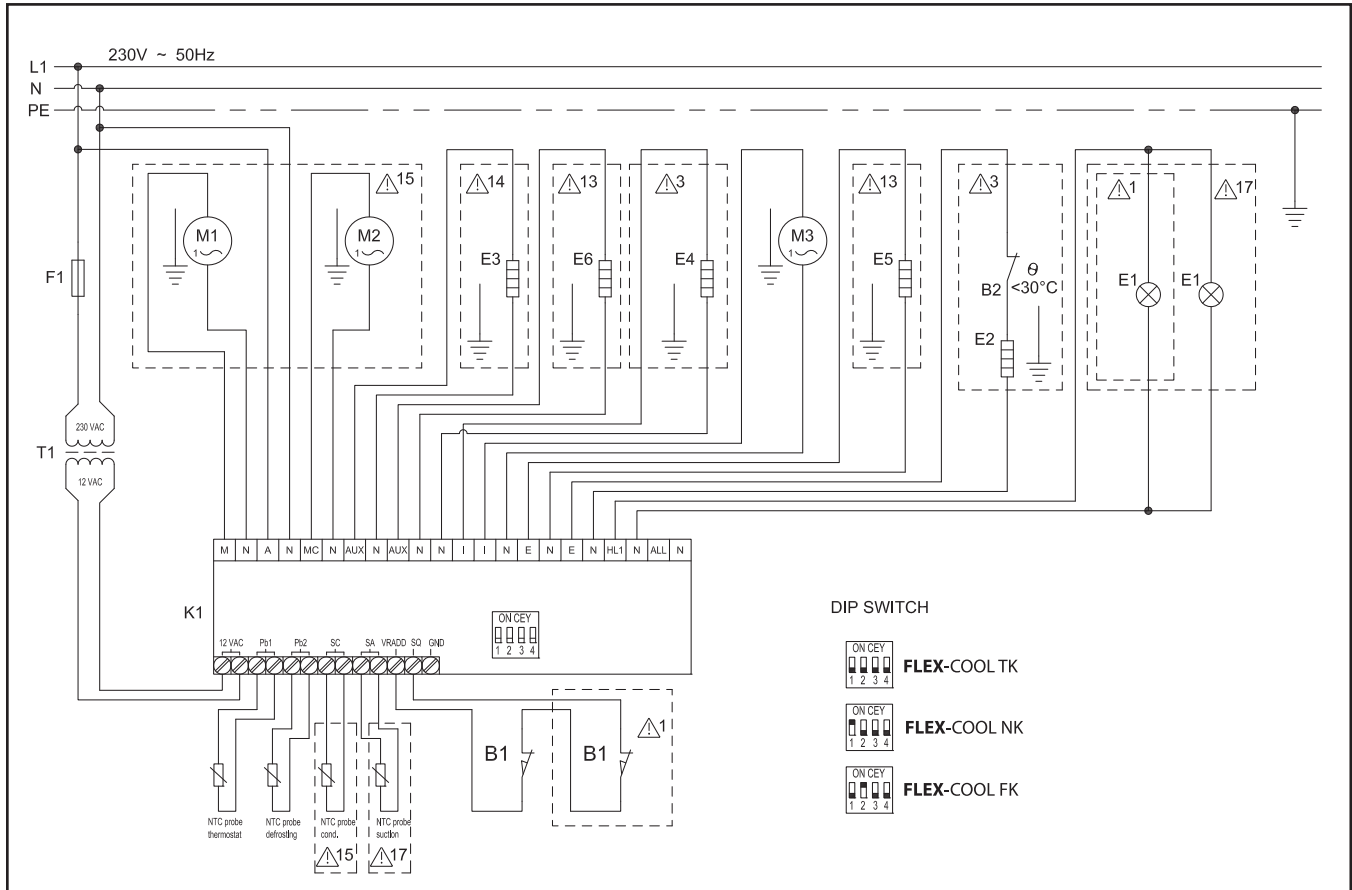 230V ~ 50Hz
L1
N
PE
15
14
13
3
13
3
1
17
M1
1
M2
1
E3
E6
E4
M3
1
E5
B2
θ
<30°C
E2
E1
E1
F1
T1
230 VAC
12 VAC
M N A N MC N AUX N AUX N N I I N E N E N HL1 N ALL N
K1
ON CEY
1 2 3 4
12 VAC Pb1 Pb2 SC SA VRADD SQ GND
B1
B1
1
NTC probe
thermostat
NTC probe
defrosting
NTC probe
cond.
NTC probe
suction
15
17
DIP SWITCH
ON CEY
1 2 3 4
FLEX-COOL TK
ON CEY
1 2 3 4
FLEX-COOL NK
ON CEY
1 2 3 4
FLEX-COOL FK